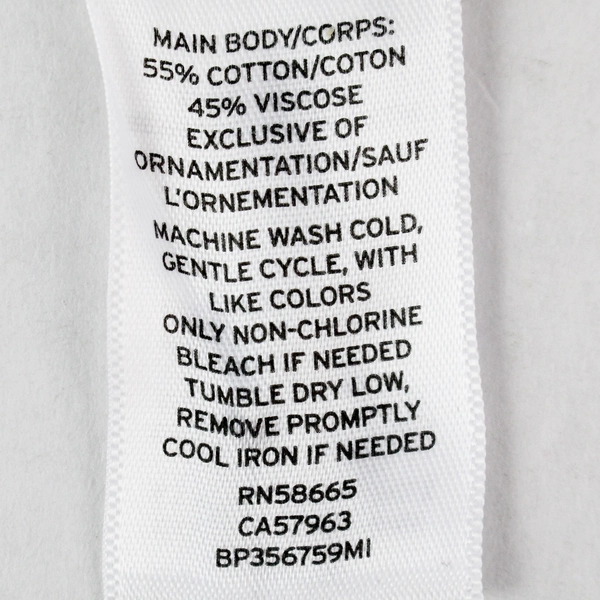 MAIN BODY/CORPS:
55% COTTON/COTON
45% VISCOSE
EXCLUSIVE OF
ORNAMENTATION/SAUF
L'ORNEMENTATION
MACHINE WASH COLD,
GENTLE CYCLE, WITH
LIKE COLORS
ONLY NON-CHLORINE
BLEACH IF NEEDED
TUMBLE DRY LOW,
REMOVE PROMPTLY
COOL IRON IF NEEDED
RN58665
CA57963
BP356759MI